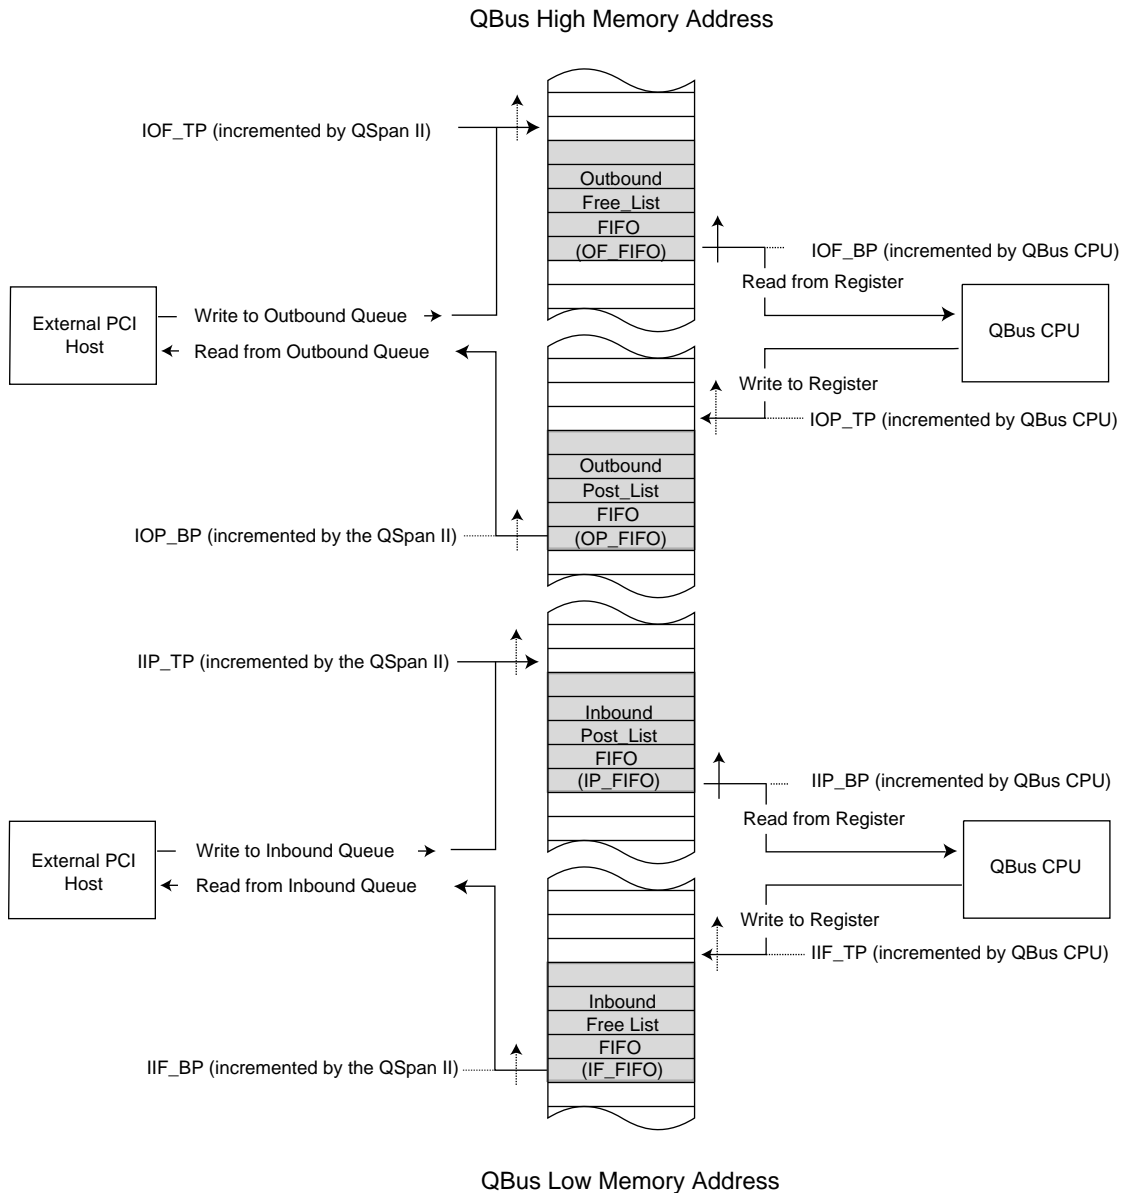 QBus High Memory Address
IOF_TP (incremented by QSpan II)
Outbound
Free_List
FIFO
(OF_FIFO)
IOF_BP (incremented by QBus CPU)
Read from Register
External PCI
Host
Write to Outbound Queue
Read from Outbound Queue
QBus CPU
Write to Register
IOP_TP (incremented by QBus CPU)
Outbound
Post_List
FIFO
(OP_FIFO)
IOP_BP (incremented by the QSpan II)
IIP_TP (incremented by the QSpan II)
Inbound
Post_List
FIFO
(IP_FIFO)
IIP_BP (incremented by QBus CPU)
Read from Register
External PCI
Host
Write to Inbound Queue
Read from Inbound Queue
QBus CPU
Write to Register
IIF_TP (incremented by QBus CPU)
Inbound
Free List
FIFO
(IF_FIFO)
IIF_BP (incremented by the QSpan II)
QBus Low Memory Address